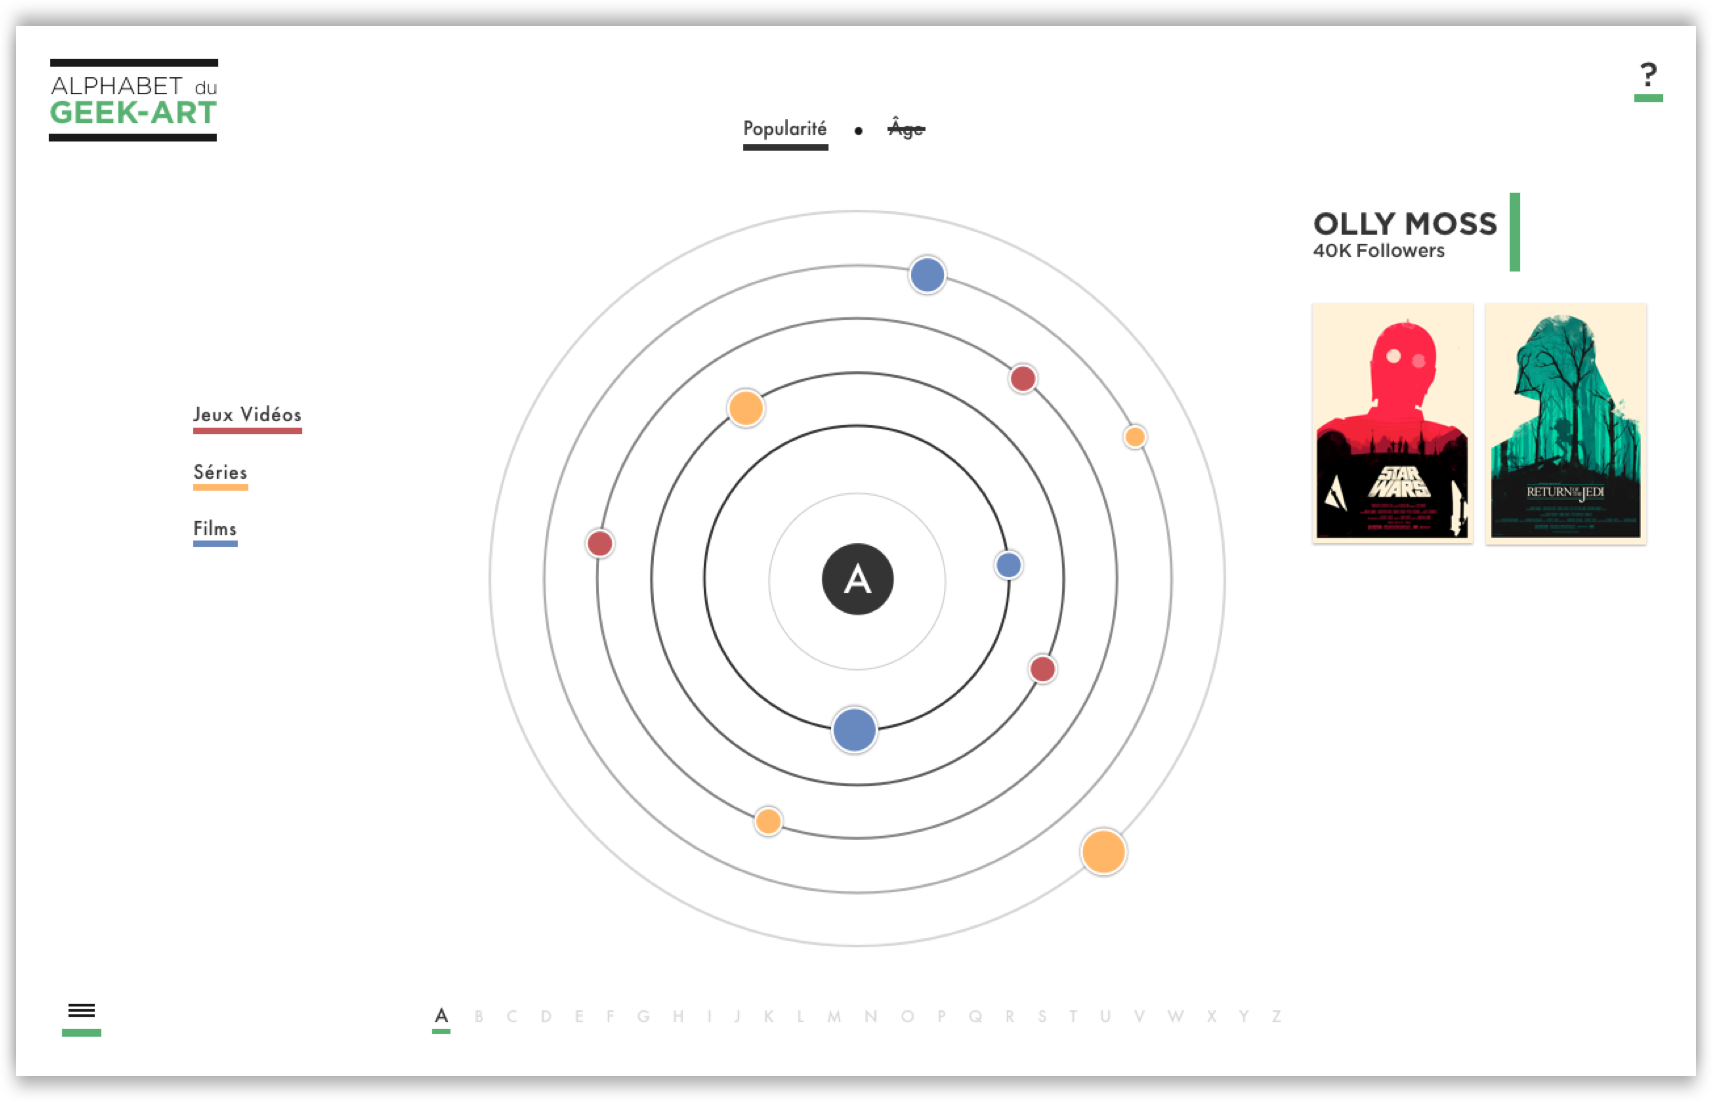 ALPHABET du
GEEK-ART
?
Popularité • Âge
OLLY MOSS
40K Followers
Jeux Vidéos
Séries
Films
STAR
WARS
RETURN OF THE JEDI
A
A B C D E F G H I J K L M N O P Q R S T U V W X Y Z